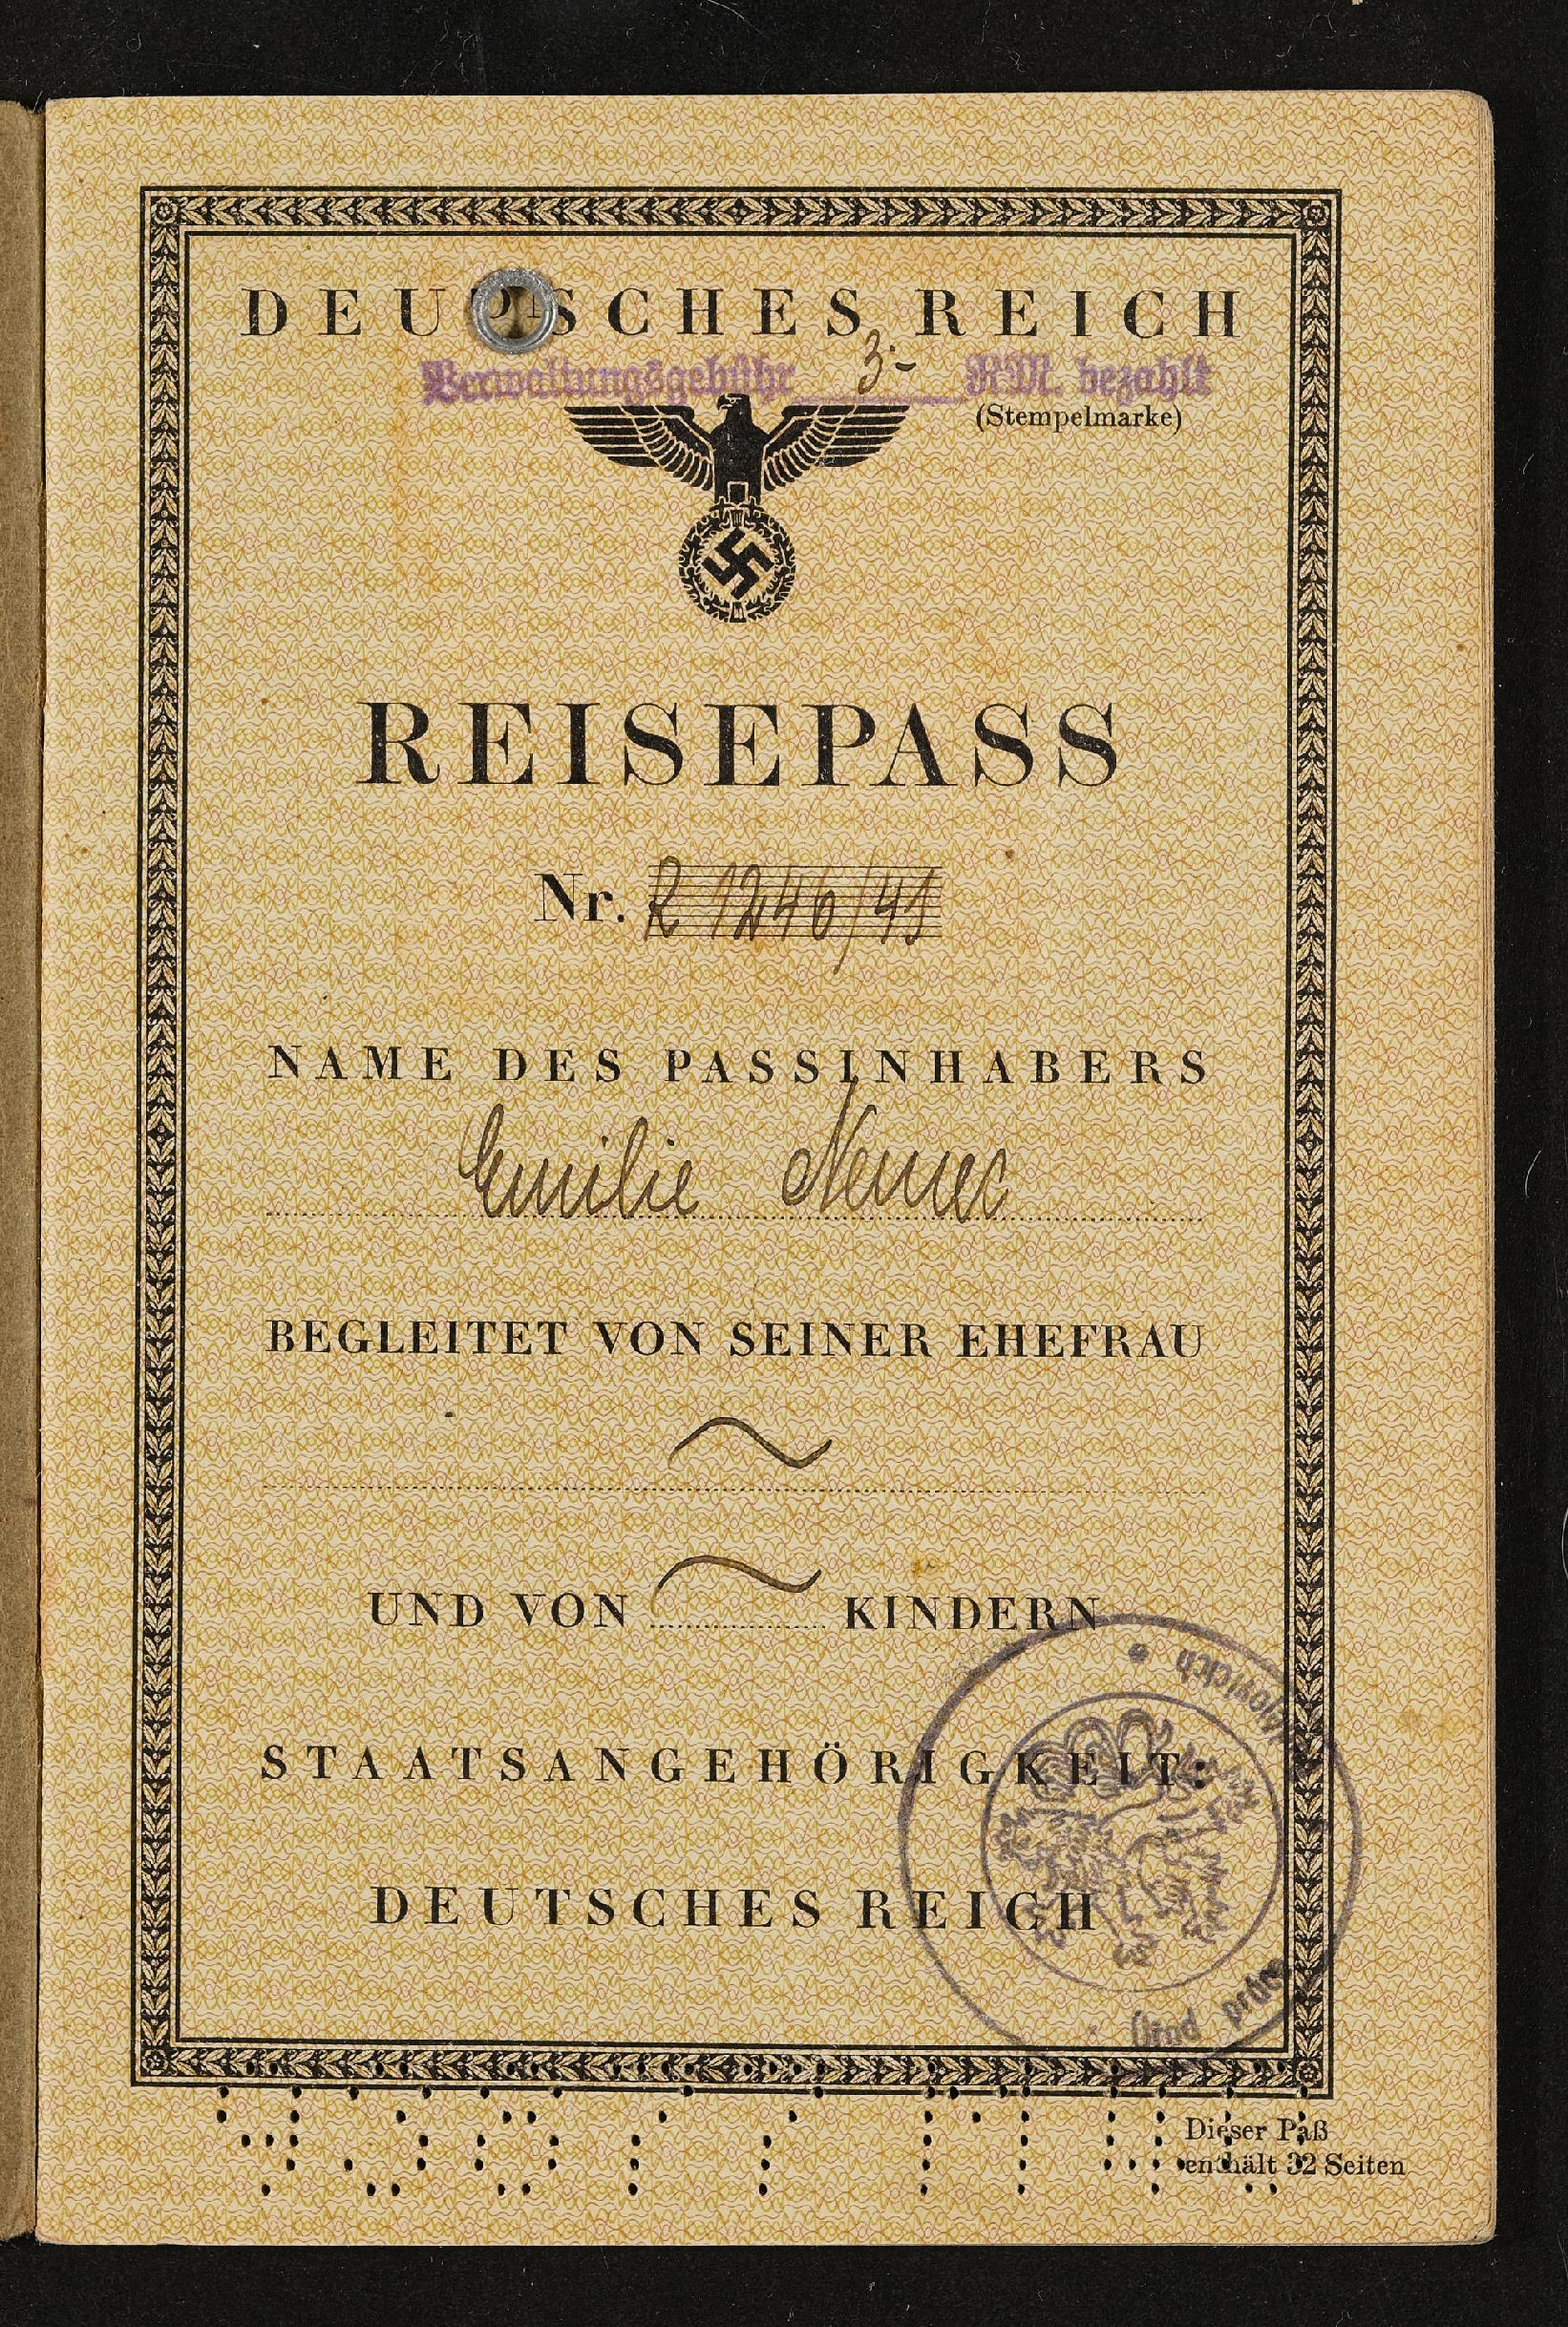 DEUTSCHES REICH
Verwaltungsgebühr 3.- RM. bezahlt
(Stempelmarke)
REISEPASS
Nr. R 1246/41
NAME DES PASSINHABERS
Emilie Nemec
BEGLEITET VON SEINER EHEFRAU
~
UND VON ~ KINDERN
STAATSANGEHÖRIGKEIT:
DEUTSCHES REICH
Dieser Paß
enthält 32 Seiten